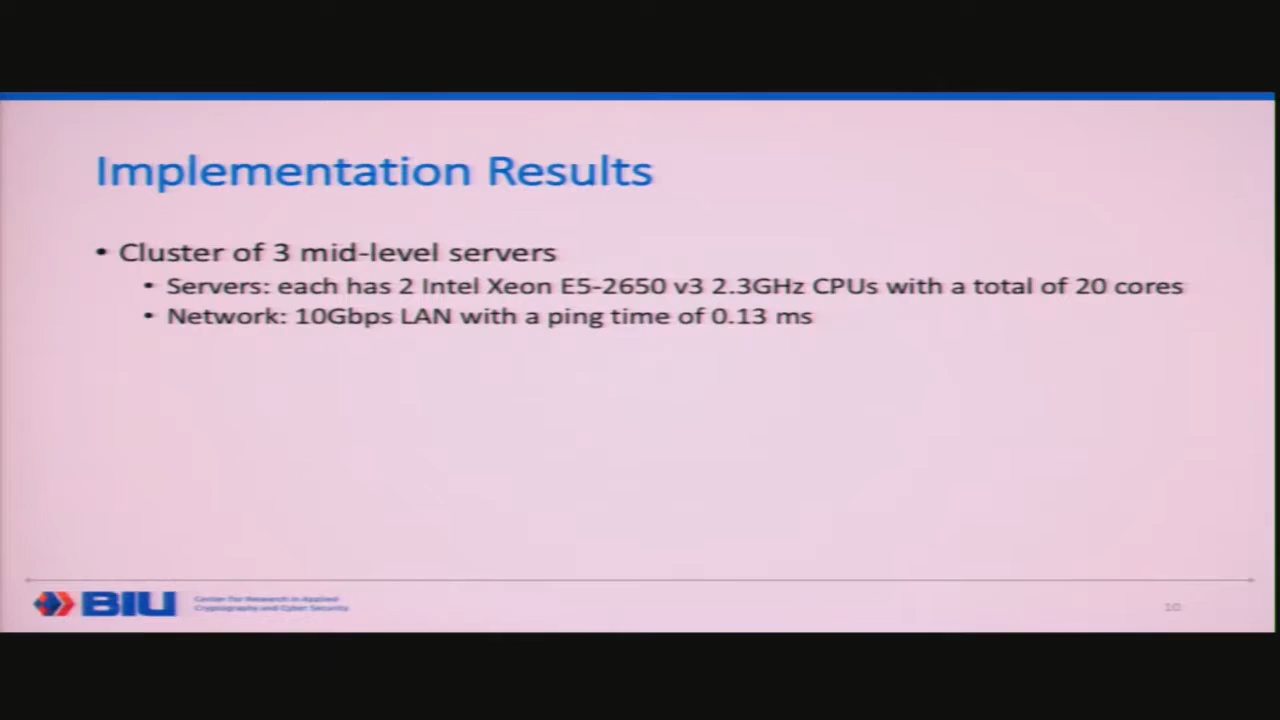 Implementation Results
• Cluster of 3 mid-level servers
• Servers: each has 2 Intel Xeon E5-2650 v3 2.3GHz CPUs with a total of 20 cores
• Network: 10Gbps LAN with a ping time of 0.13 ms
BIU
Center for Research in Applied
Cryptography and Cyber Security
10